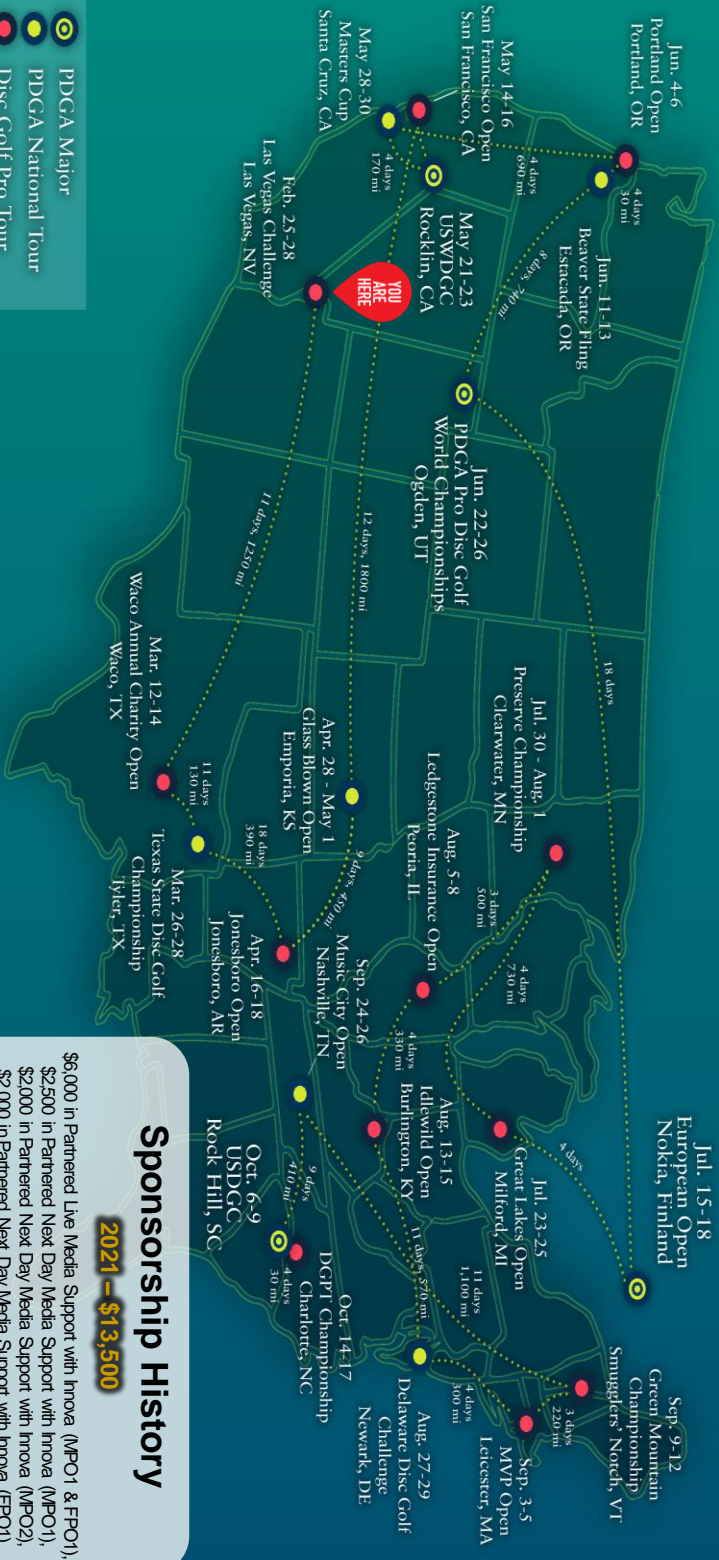 Jun. 4-6
Portland Open
Portland, OR
4 days
30 mi
Jun. 11-13
Beaver State Fling
Estacada, OR
May 14-16
San Francisco Open
San Francisco, CA
4 days
690 mi
May 28-30
Masters Cup
Santa Cruz, CA
4 days
170 mi
May 21-23
USWDGC
Rocklin, CA
8 days, 740 mi
Feb. 25-28
Las Vegas Challenge
Las Vegas, NV
YOU
ARE
HERE
Jun. 22-26
PDGA Pro Disc Golf
World Championships
Ogden, UT
18 days
11 days, 1250 mi
12 days, 1800 mi
Mar. 12-14
Waco Annual Charity Open
Waco, TX
11 days
130 mi
Mar. 26-28
Texas State Disc Golf
Championship
Tyler, TX
18 days
390 mi
Apr. 16-18
Jonesboro Open
Jonesboro, AR
9 days, 450 mi
Apr. 28 - May 1
Glass Blown Open
Emporia, KS
Jul. 30 - Aug. 1
Preserve Championship
Clearwater, MN
3 days
500 mi
4 days
730 mi
Aug. 5-8
Ledgestone Insurance Open
Peoria, IL
4 days
330 mi
Aug. 13-15
Idlewild Open
Burlington, KY
Jul. 23-25
Great Lakes Open
Milford, MI
4 days
Jul. 15-18
European Open
Nokia, Finland
Sep. 24-26
Music City Open
Nashville, TN
9 days
410 mi
Oct. 6-9
USDGC
Rock Hill, SC
4 days
30 mi
Oct. 14-17
DGPT Championship
Charlotte, NC
11 days, 570 mi
11 days
1,100 mi
Aug. 27-29
Delaware Disc Golf
Challenge
Newark, DE
4 days
300 mi
Sep. 3-5
MVP Open
Leicester, MA
3 days
220 mi
Sep. 9-12
Green Mountain
Championship
Smugglers' Notch, VT
PDGA Major
PDGA National Tour
Disc Golf Pro Tour
Sponsorship History
2021 – $13,500
$6,000 in Partnered Live Media Support with Innova (MPO1 & FPO1),
$2,500 in Partnered Next Day Media Support with Innova (MPO1),
$2,000 in Partnered Next Day Media Support with Innova (MPO2),
$2,000 in Partnered Next Day Media Support with Innova (FPO1)